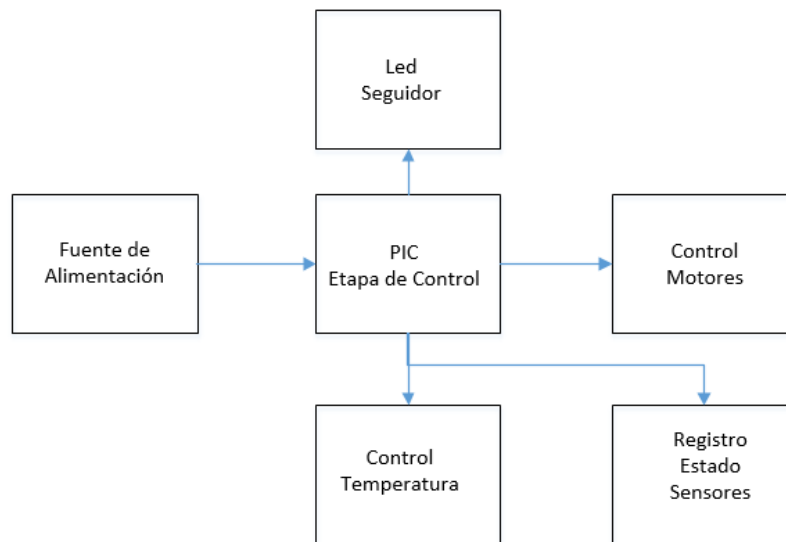 Led
Seguidor
Fuente de
Alimentación
PIC
Etapa de Control
Control
Motores
Control
Temperatura
Registro
Estado
Sensores